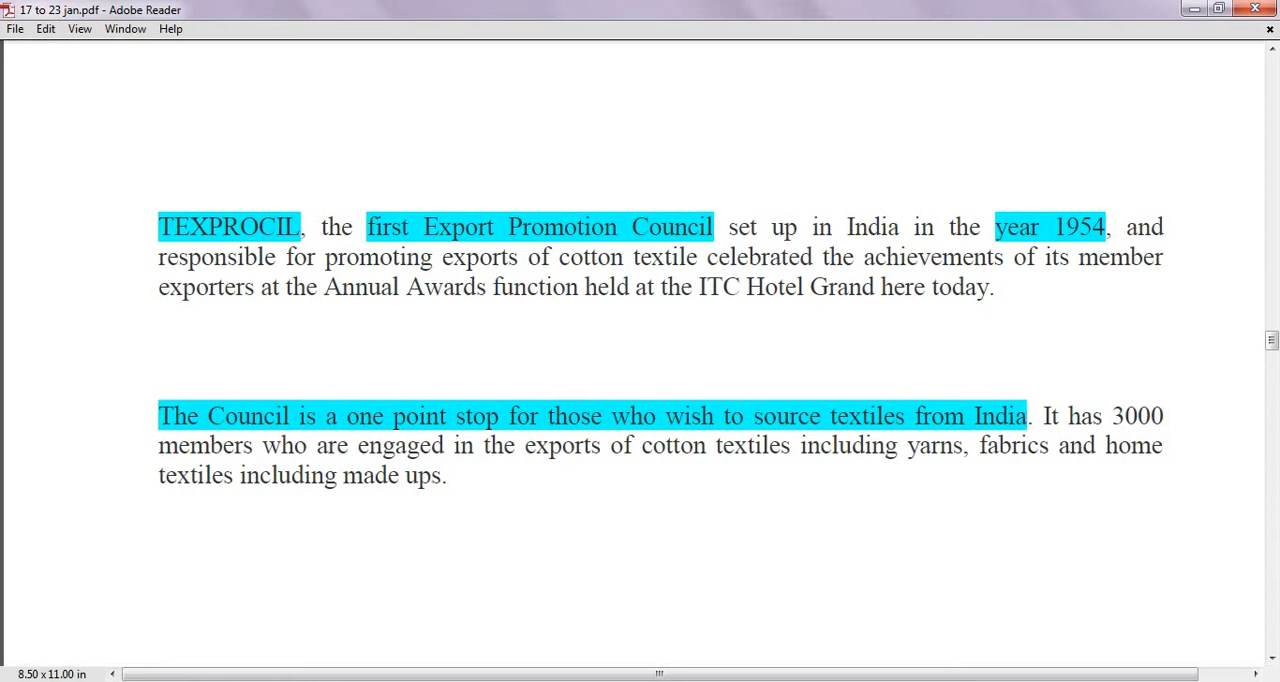 17 to 23 jan.pdf - Adobe Reader
File Edit View Window Help
TEXPROCIL, the first Export Promotion Council set up in India in the year 1954, and
responsible for promoting exports of cotton textile celebrated the achievements of its member
exporters at the Annual Awards function held at the ITC Hotel Grand here today.
The Council is a one point stop for those who wish to source textiles from India. It has 3000
members who are engaged in the exports of cotton textiles including yarns, fabrics and home
textiles including made ups.
8.50 x 11.00 in